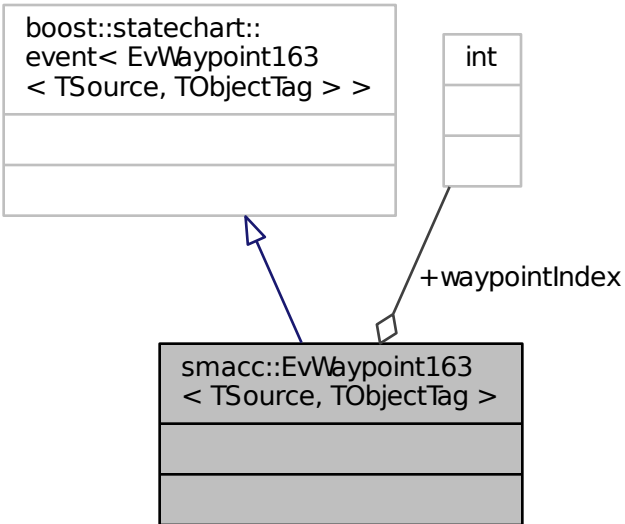 boost::statechart::
event< EvWaypoint163
< TSource, TObjectTag > >
int
+waypointIndex
smacc::EvWaypoint163
< TSource, TObjectTag >